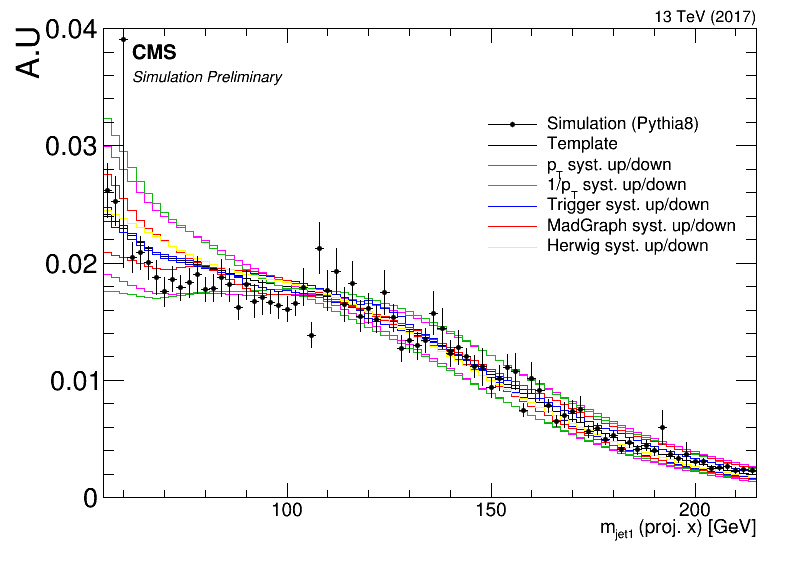 13 TeV (2017)
A.U
0.04
CMS
Simulation Preliminary
Simulation (Pythia8)
Template
p_T syst. up/down
1/p_T syst. up/down
Trigger syst. up/down
MadGraph syst. up/down
Herwig syst. up/down
0.03
0.02
0.01
0
100 150 200
m_jet1 (proj. x) [GeV]